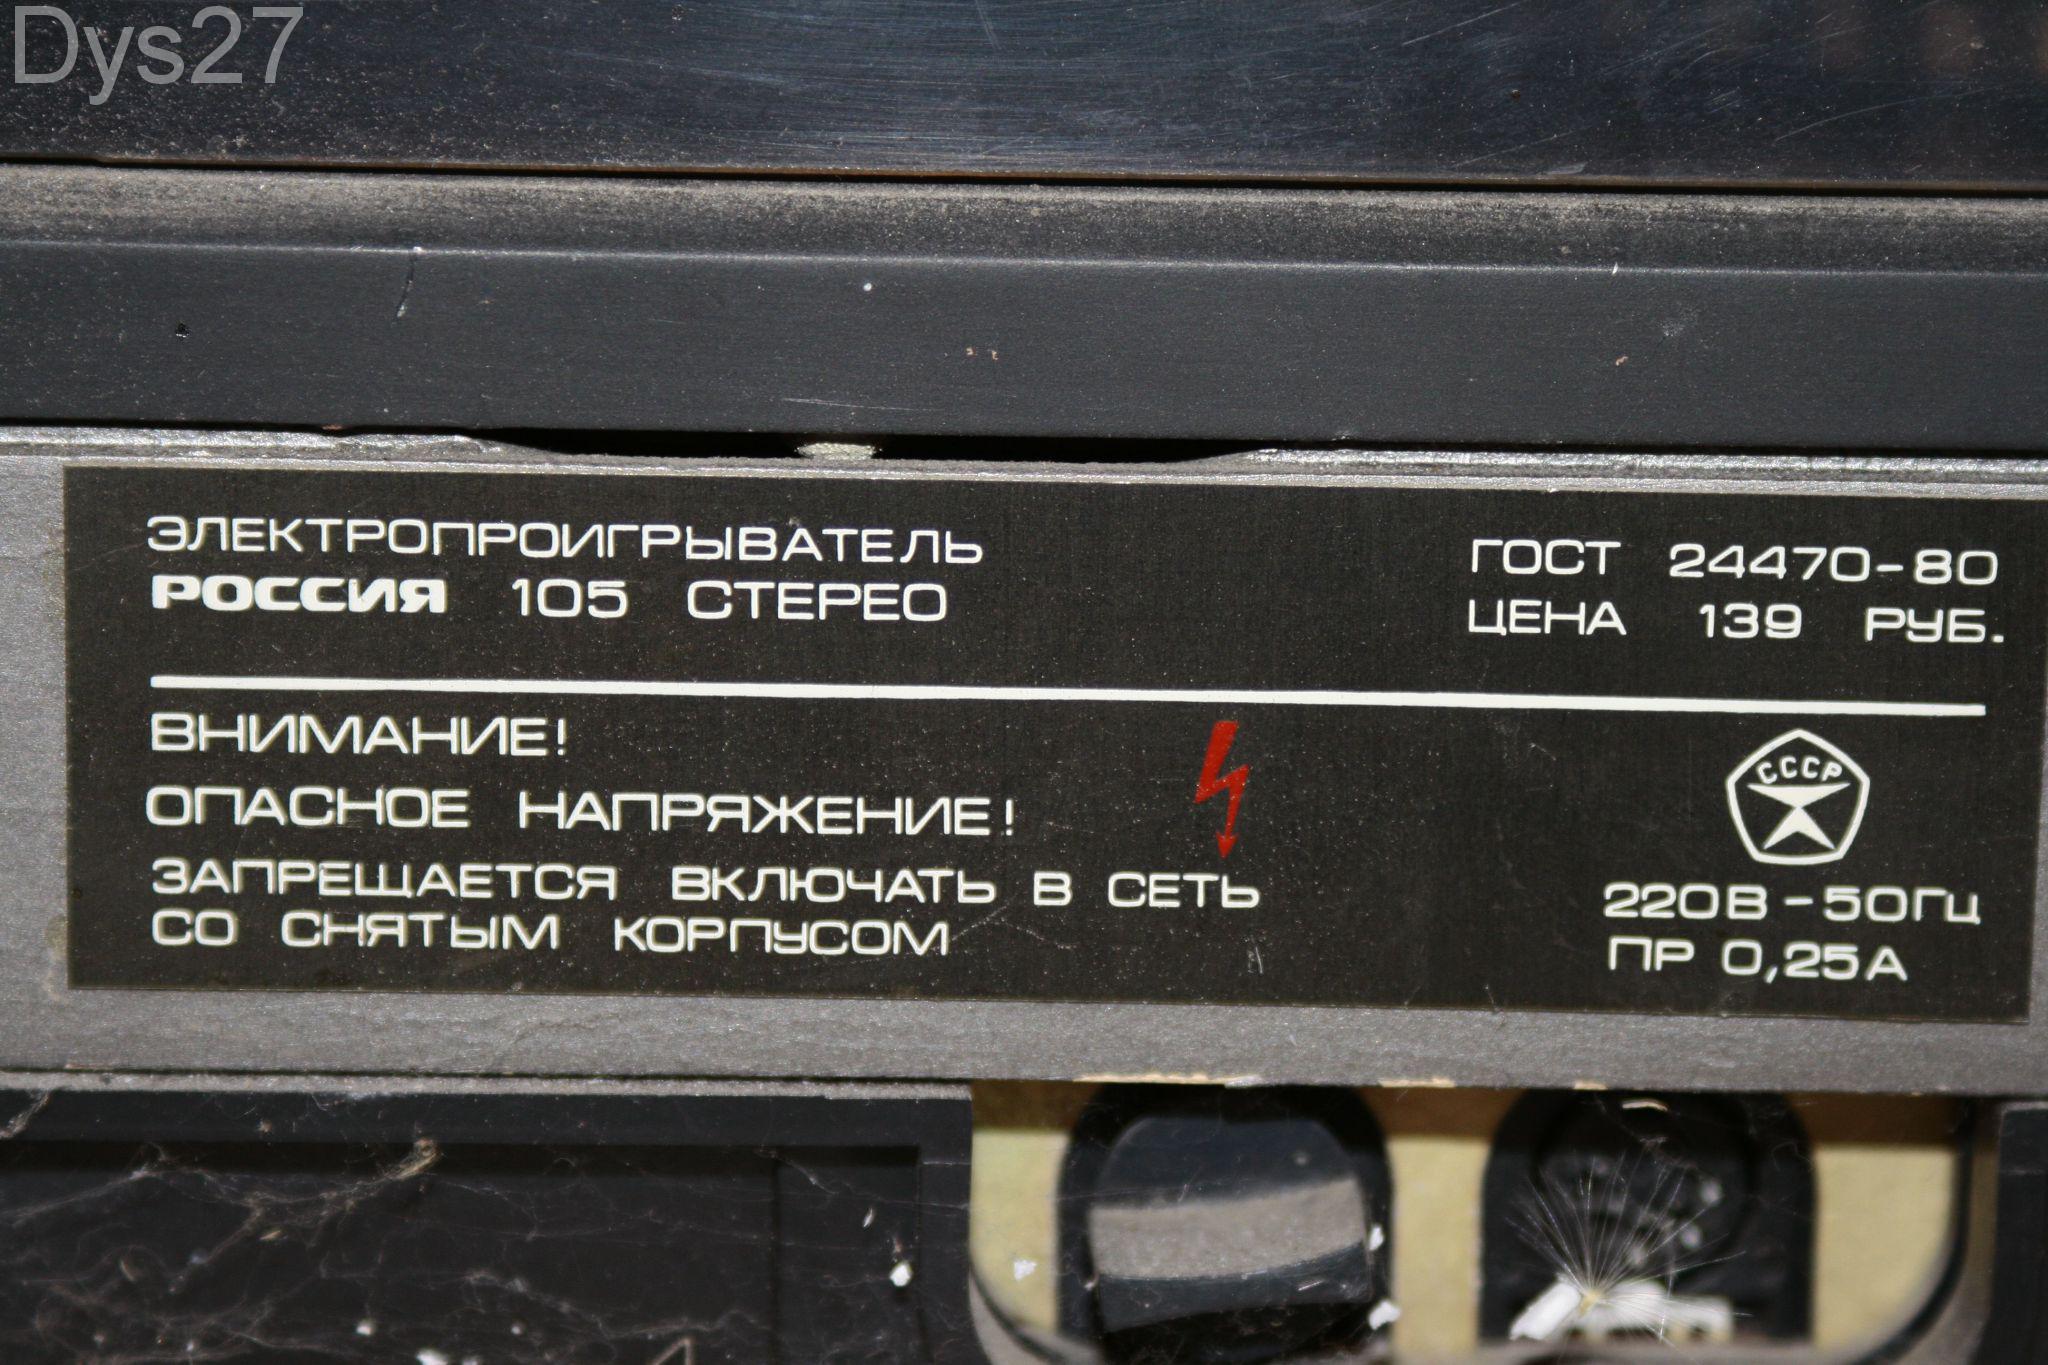 Dys27
ЭЛЕКТРОПРОИГРЫВАТЕЛЬ
РОССИЯ 105 СТЕРЕО
ГОСТ 24470-80
ЦЕНА 139 РУБ.
ВНИМАНИЕ!
ОПАСНОЕ НАПРЯЖЕНИЕ!
ЗАПРЕЩАЕТСЯ ВКЛЮЧАТЬ В СЕТЬ
СО СНЯТЫМ КОРПУСОМ
СССР
220В-50ГЦ
ПР 0,25А